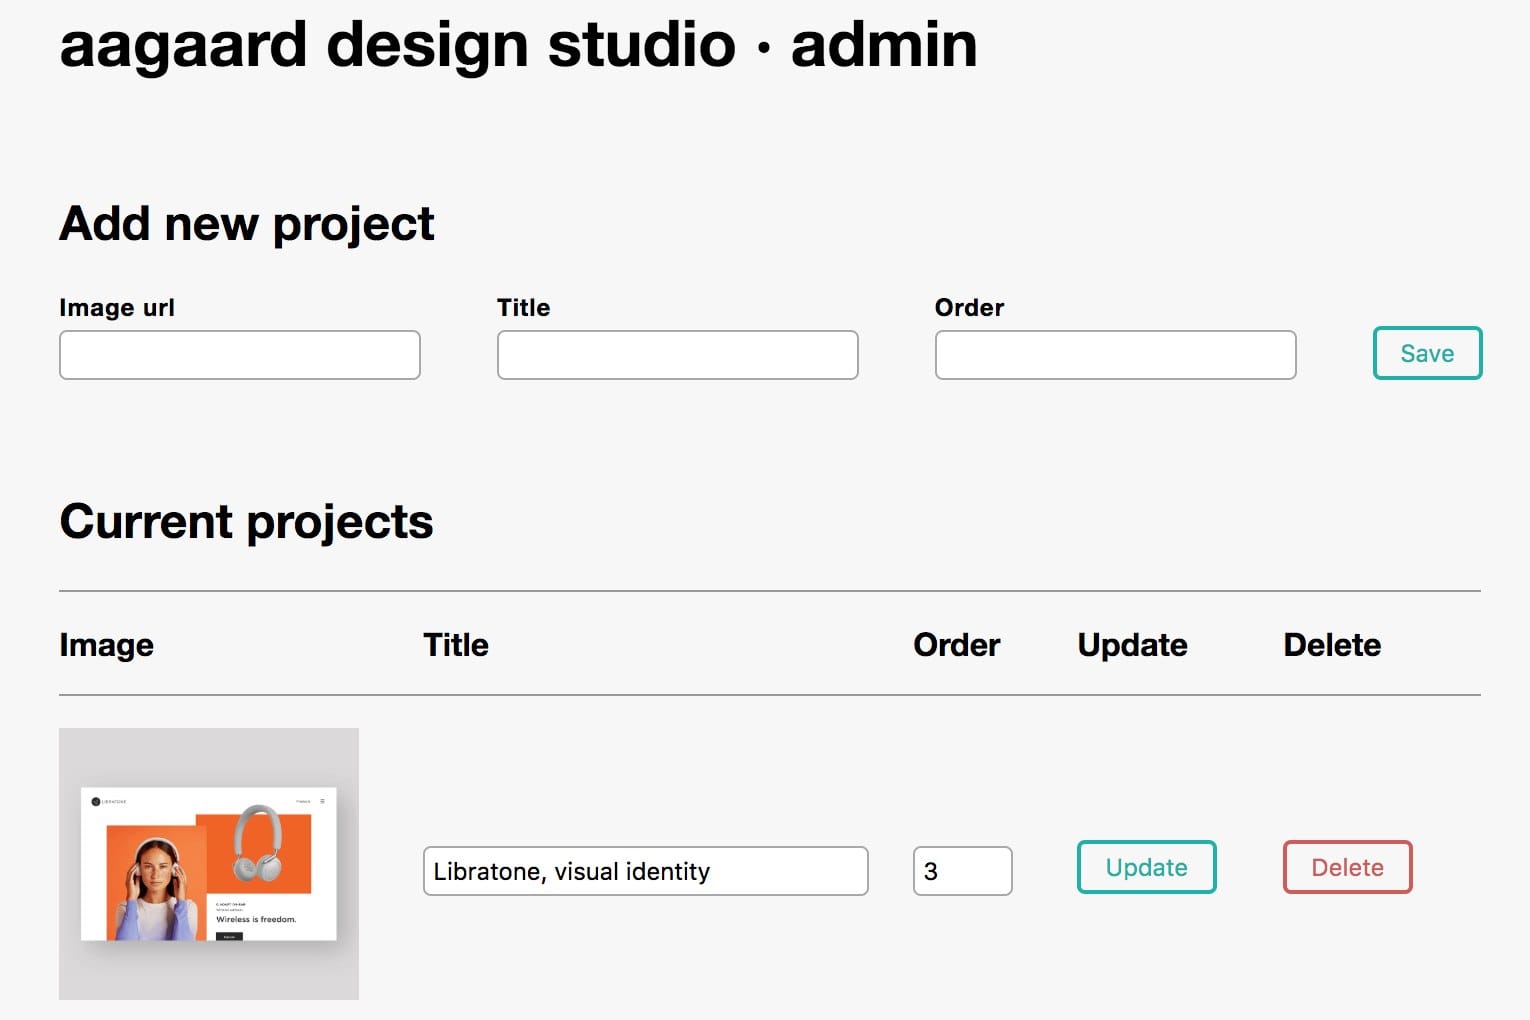 aagaard design studio · admin
Add new project
Image url Title Order
Save
Current projects
Image Title Order Update Delete
LIBRATONE
Wireless is freedom.
Libratone, visual identity 3 Update Delete